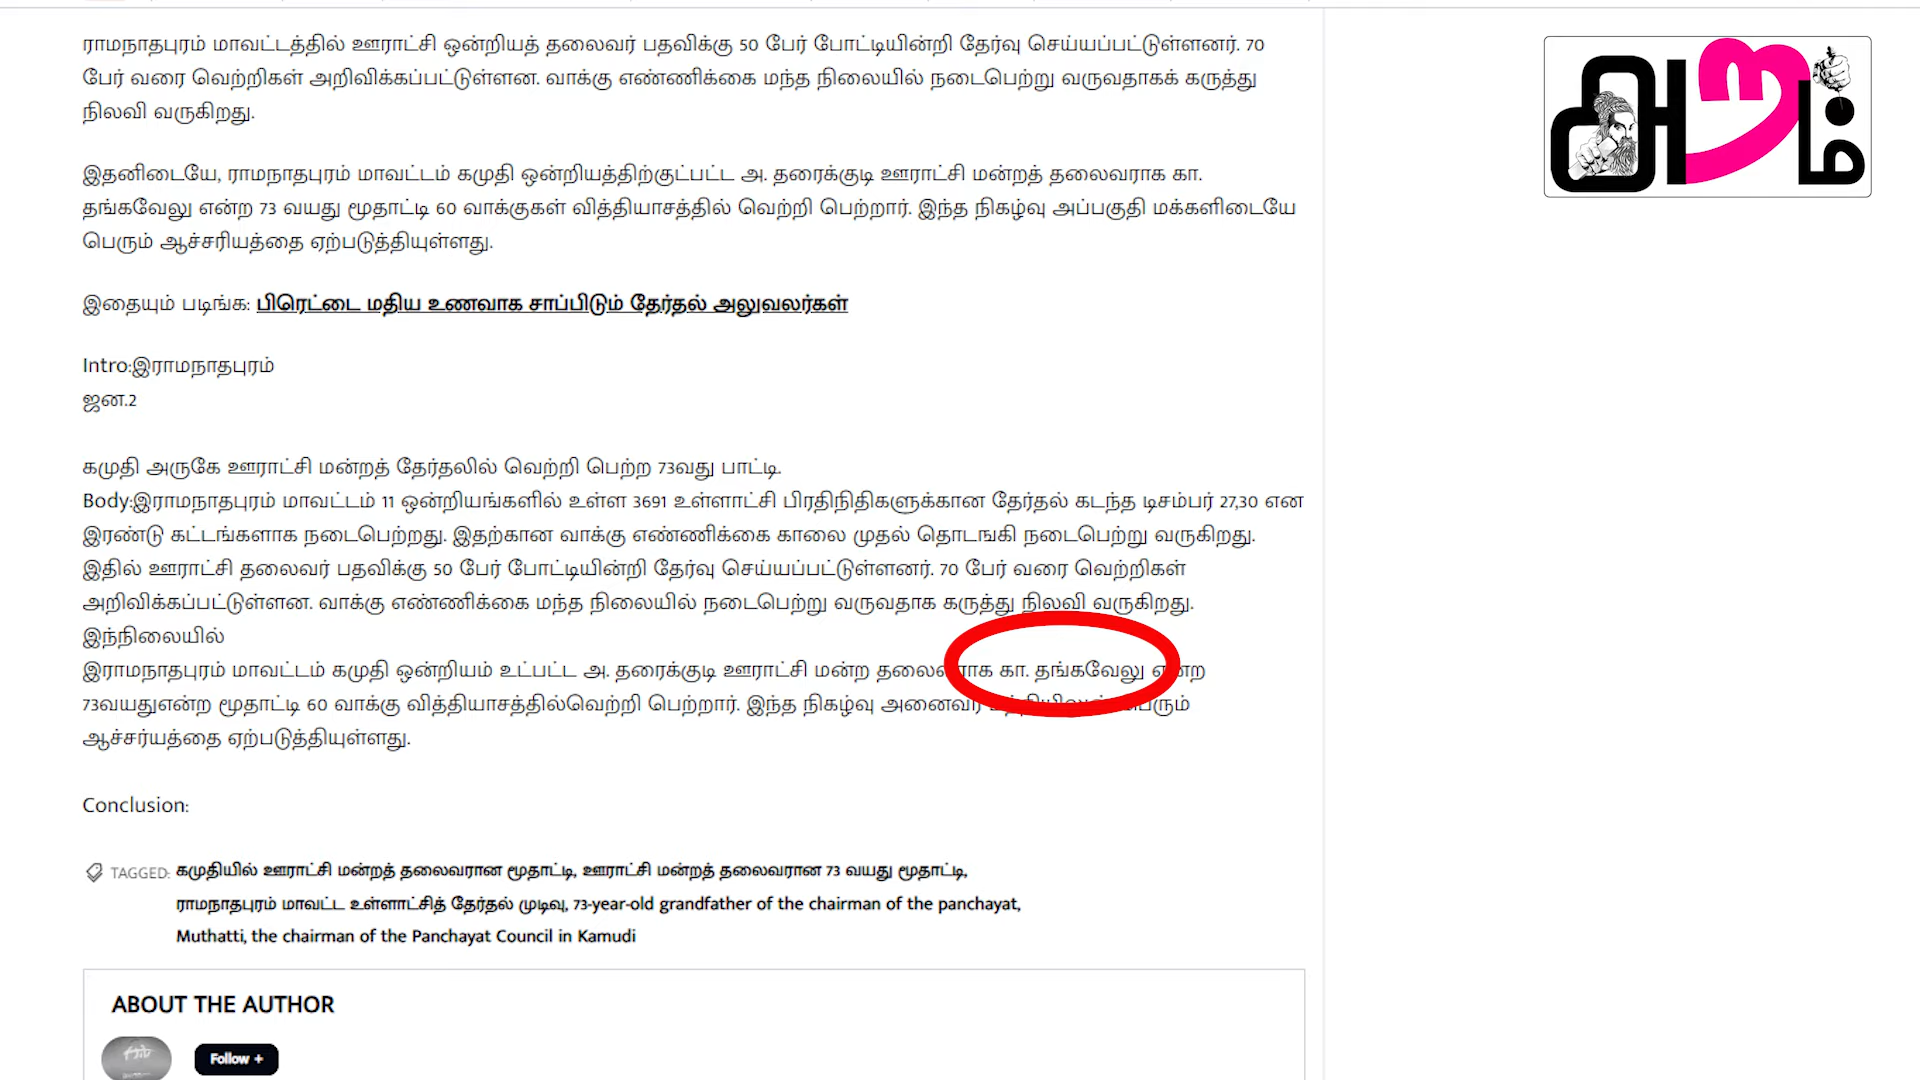 ராமநாதபுரம் மாவட்டத்தில் ஊராட்சி ஒன்றியத் தலைவர் பதவிக்கு 50 பேர் போட்டியின்றி தேர்வு செய்யப்பட்டுள்ளனர். 70
பேர் வரை வெற்றிகள் அறிவிக்கப்பட்டுள்ளன. வாக்கு எண்ணிக்கை மந்த நிலையில் நடைபெற்று வருவதாகக் கருத்து
நிலவி வருகிறது.
அறம்
இதனிடையே, ராமநாதபுரம் மாவட்டம் கமுதி ஒன்றியத்திற்குட்பட்ட அ. தரைக்குடி ஊராட்சி மன்றத் தலைவராக கா.
தங்கவேலு என்ற 73 வயது மூதாட்டி 60 வாக்குகள் வித்தியாசத்தில் வெற்றி பெற்றார். இந்த நிகழ்வு அப்பகுதி மக்களிடையே
பெரும் ஆச்சரியத்தை ஏற்படுத்தியுள்ளது.
இதையும் படிங்க: பிரெட்டை மதிய உணவாக சாப்பிடும் தேர்தல் அலுவலர்கள்
Intro:இராமநாதபுரம்
ஜன.2
கமுதி அருகே ஊராட்சி மன்றத் தேர்தலில் வெற்றி பெற்ற 73வது பாட்டி.
Body:இராமநாதபுரம் மாவட்டம் 11 ஒன்றியங்களில் உள்ள 3691 உள்ளாட்சி பிரதிநிதிகளுக்கான தேர்தல் கடந்த டிசம்பர் 27,30 என
இரண்டு கட்டங்களாக நடைபெற்றது. இதற்கான வாக்கு எண்ணிக்கை காலை முதல் தொடஙகி நடைபெற்று வருகிறது.
இதில் ஊராட்சி தலைவர் பதவிக்கு 50 பேர் போட்டியின்றி தேர்வு செய்யப்பட்டுள்ளனர். 70 பேர் வரை வெற்றிகள்
அறிவிக்கப்பட்டுள்ளன. வாக்கு எண்ணிக்கை மந்த நிலையில் நடைபெற்று வருவதாக கருத்து நிலவி வருகிறது.
இந்நிலையில்
இராமநாதபுரம் மாவட்டம் கமுதி ஒன்றியம் உட்பட்ட அ. தரைக்குடி ஊராட்சி மன்ற தலைவராக கா. தங்கவேலு என்ற
73வயதுஎன்ற மூதாட்டி 60 வாக்கு வித்தியாசத்தில்வெற்றி பெற்றார். இந்த நிகழ்வு அனைவர் பெரும்
ஆச்சர்யத்தை ஏற்படுத்தியுள்ளது.
Conclusion:
TAGGED: கமுதியில் ஊராட்சி மன்றத் தலைவரான மூதாட்டி, ஊராட்சி மன்றத் தலைவரான 73 வயது மூதாட்டி,
ராமநாதபுரம் மாவட்ட உள்ளாட்சித் தேர்தல் முடிவு, 73-year-old grandfather of the chairman of the panchayat,
Muthatti, the chairman of the Panchayat Council in Kamudi
ABOUT THE AUTHOR
Follow +